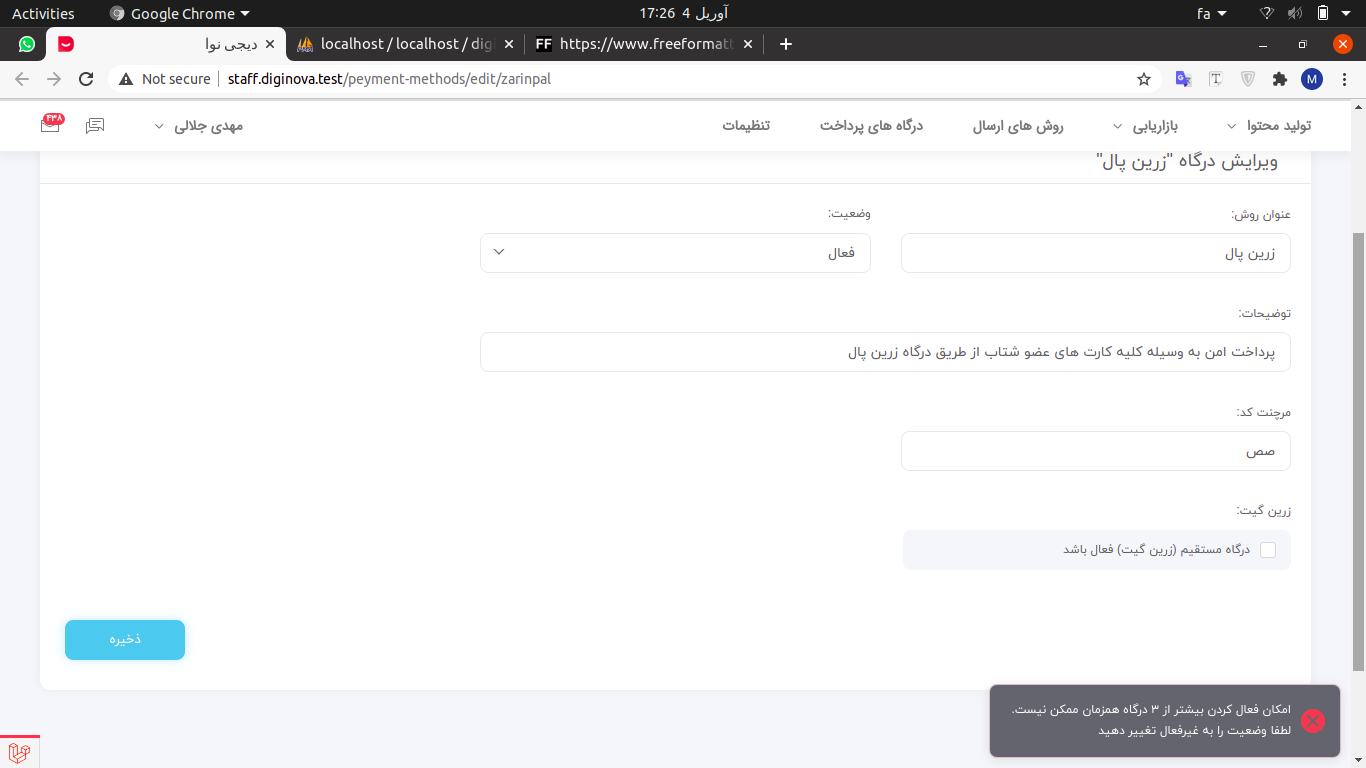 Activities
Google Chrome
آوریل 4 17:26
fa
دیجی نوا
localhost / localhost / dig
FF https://www.freeformatt
Not secure
staff.diginova.test/peyment-methods/edit/zarinpal
M
تولید محتوا
بازاریابی
روش های ارسال
درگاه های پرداخت
تنظیمات
مهدی جلالی
۴۳۸
ویرایش درگاه "زرین پال"
عنوان روش:
وضعیت:
زرین پال
فعال
توضیحات:
پرداخت امن به وسیله کلیه کارت های عضو شتاب از طریق درگاه زرین پال
مرچنت کد:
صص
زرین گیت:
درگاه مستقیم (زرین گیت) فعال باشد
ذخیره
امکان فعال کردن بیشتر از ۳ درگاه همزمان ممکن نیست.
لطفا وضعیت را به غیرفعال تغییر دهید